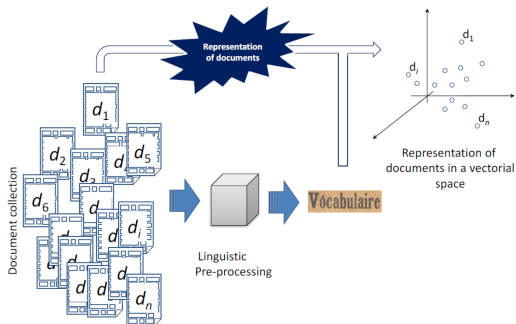 Representation
of documents
d1
di
dn
Representation of
documents in a vectorial
space
Document collection
d1
d2
d5
d3
d
d6
d
d
di
d
d
d
d
d
dn
Linguistic
Pre-processing
Vocabulaire